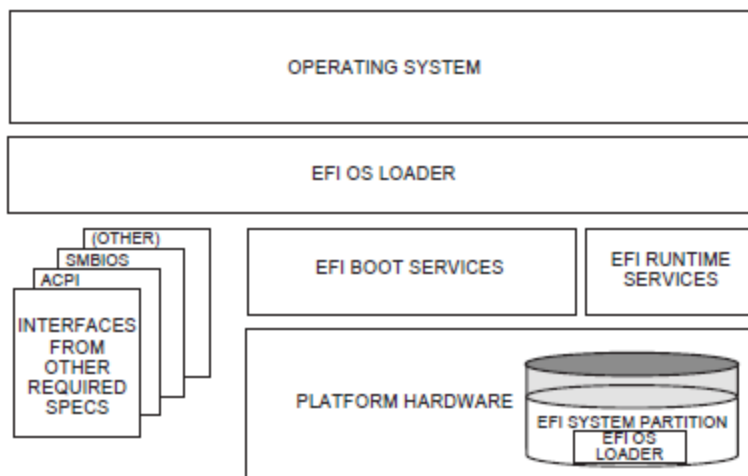 OPERATING SYSTEM
EFI OS LOADER
(OTHER)
SMBIOS
ACPI
INTERFACES
FROM
OTHER
REQUIRED
SPECS
EFI BOOT SERVICES
EFI RUNTIME
SERVICES
PLATFORM HARDWARE
EFI SYSTEM PARTITION
EFI OS
LOADER